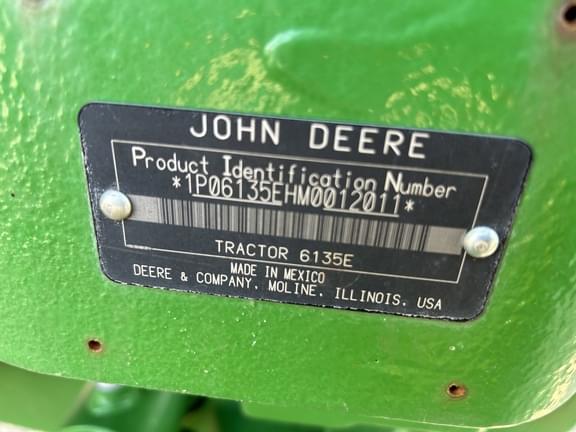 JOHN DEERE
Product Identification Number
*1P06135EHM0012011*
TRACTOR 6135E
MADE IN MEXICO
DEERE & COMPANY, MOLINE, ILLINOIS, USA